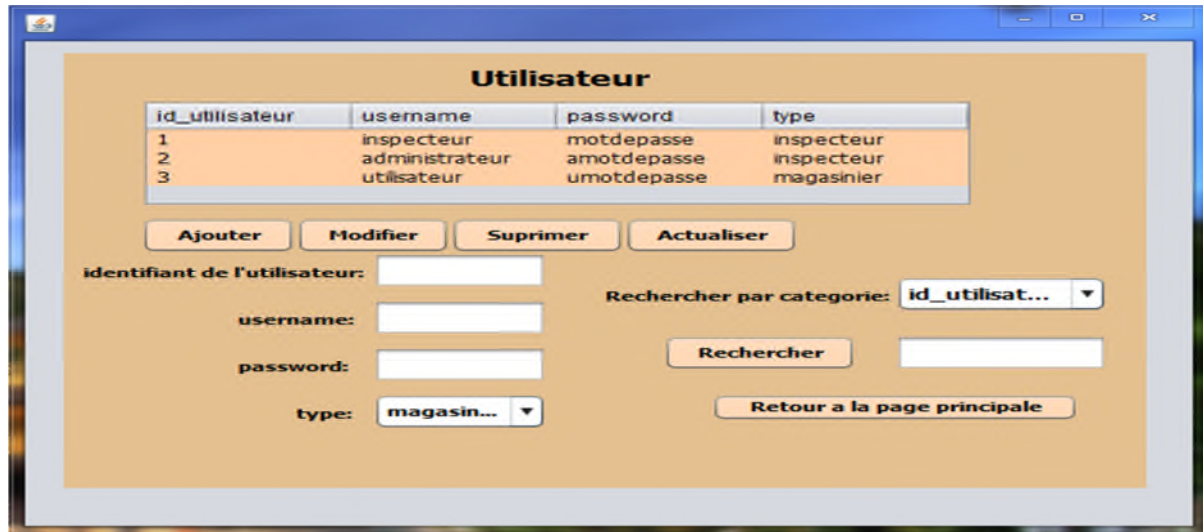 Utilisateur
id_utilisateur username password type
1 inspecteur motdepasse inspecteur
2 administrateur amotdepasse inspecteur
3 utilisateur umotdepasse magasinier
Ajouter Modifier Suprimer Actualiser
identifiant de l'utilisateur:
Rechercher par categorie: id_utilisat...
username:
Rechercher
password:
type: magasin...
Retour a la page principale